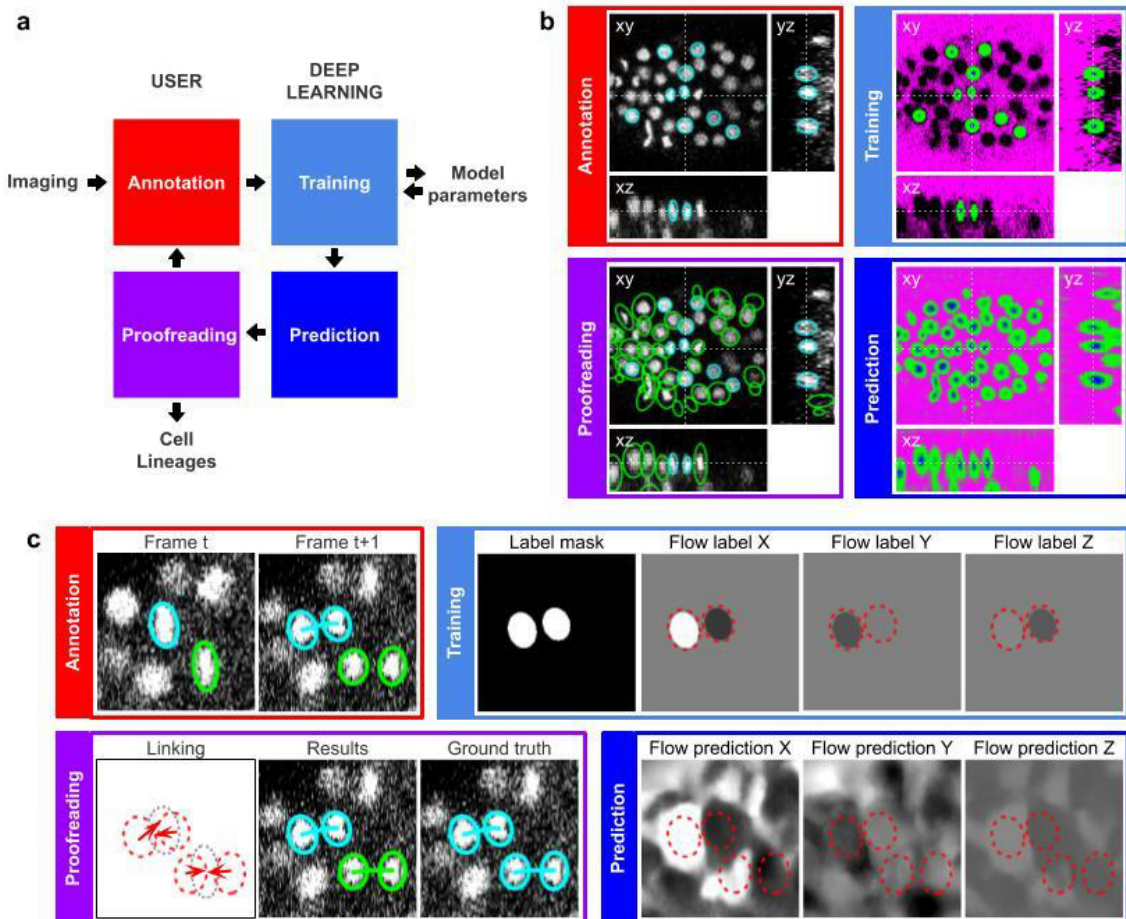 a
USER
DEEP
LEARNING
Imaging
Annotation
Training
Model
parameters
Proofreading
Prediction
Cell
Lineages
b
Annotation
xy
yz
xz
Training
xy
yz
xz
Proofreading
xy
yz
xz
Prediction
xy
yz
xz
c
Annotation
Frame t
Frame t+1
Training
Label mask
Flow label X
Flow label Y
Flow label Z
Proofreading
Linking
Results
Ground truth
Prediction
Flow prediction X
Flow prediction Y
Flow prediction Z